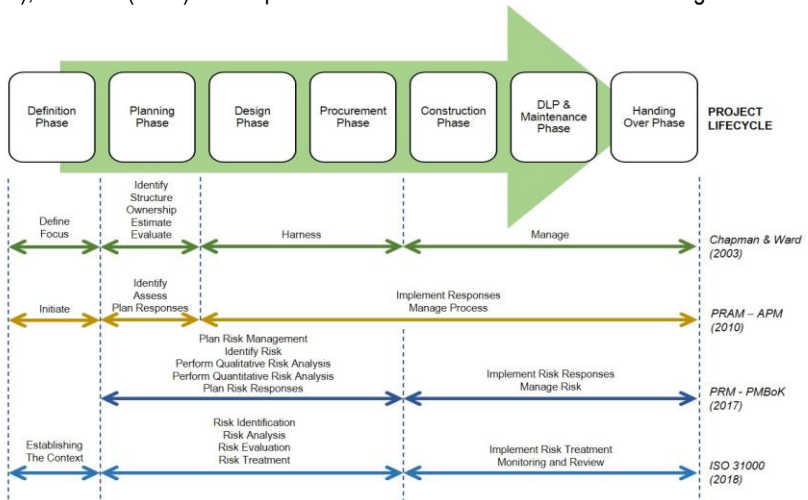 Definition
Phase
Planning
Phase
Design
Phase
Procurement
Phase
Construction
Phase
DLP &
Maintenance
Phase
Handing
Over Phase
PROJECT
LIFECYCLE
Define
Focus
Identify
Structure
Ownership
Estimate
Evaluate
Harness
Manage
Chapman & Ward
(2003)
Initiate
Identify
Assess
Plan Responses
Implement Responses
Manage Process
PRAM – APM
(2010)
Plan Risk Management
Identify Risk
Perform Qualitative Risk Analysis
Perform Quantitative Risk Analysis
Plan Risk Responses
Implement Risk Responses
Manage Risk
PRM - PMBoK
(2017)
Establishing
The Context
Risk Identification
Risk Analysis
Risk Evaluation
Risk Treatment
Implement Risk Treatment
Monitoring and Review
ISO 31000
(2018)